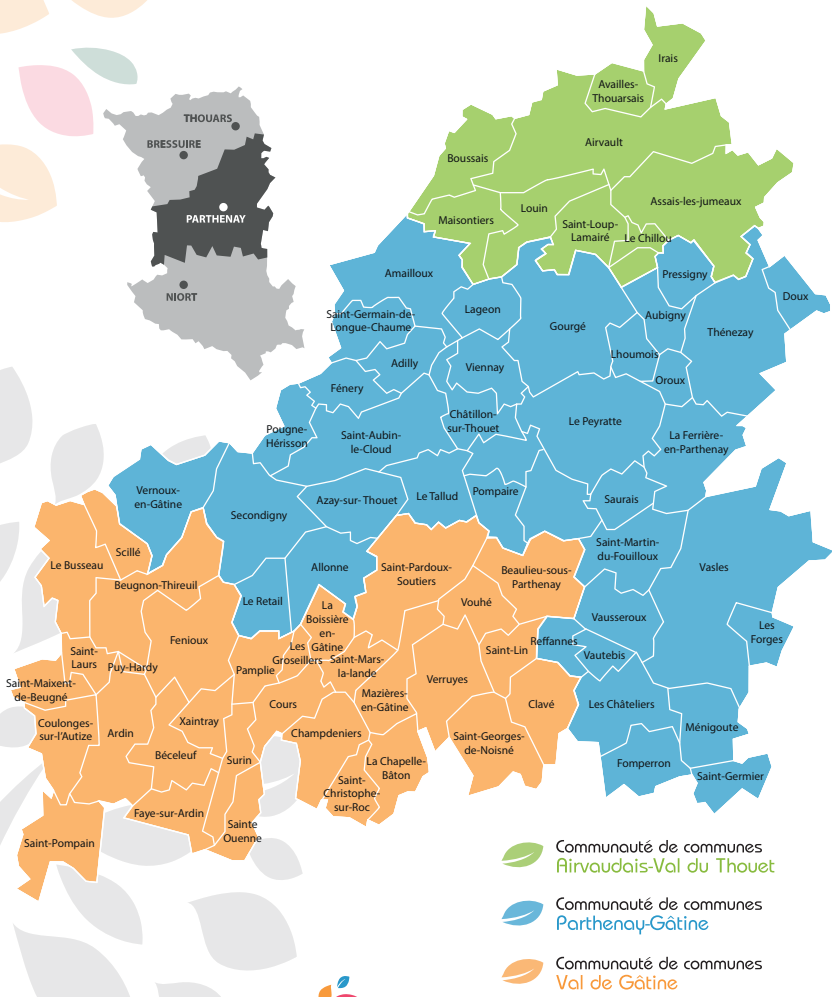 Irais
Availles-
Thouarsais
THOUARS
BRESSUIRE
Airvault
Boussais
Assais-les-jumeaux
PARTHENAY
Louin
Maisontiers
Saint-Loup-
Lamairé
Le Chillou
Amailloux
Pressigny
NIORT
Doux
Lageon
Saint-Germain-de-
Longue-Chaume
Aubigny
Gourgé
Thénezay
Lhoumois
Adilly
Viennay
Oroux
Fénery
Châtillon-
sur-Thouet
Le Peyratte
Pougne-
Hérisson
Saint-Aubin-
le-Cloud
La Ferrière-
en-Parthenay
Vernoux-
en-Gâtine
Pompaire
Le Tallud
Azay-sur-Thouet
Saurais
Secondigny
Saint-Martin-
du-Fouilloux
Scillé
Le Busseau
Allonne
Saint-Pardoux-
Soutiers
Beaulieu-sous-
Parthenay
Vasles
Beugnon-Thireuil
Le Retail
Vouhé
La
Boissière
en-
Gâtine
Vausseroux
Les
Forges
Fenioux
Reffannes
Les
Groseillers
Saint-Lin
Vautebis
Saint-
Laurs
Puy-Hardy
Pamplie
Saint-Mars-
la-lande
Verruyes
Saint-Maixent-
de-Beugné
Mazières-
en-Gâtine
Cours
Clavé
Les Châteliers
Coulonges-
sur-l'Autize
Xaintray
Ardin
Champdeniers
Ménigoute
Saint-Georges-
de-Noisné
Béceleuf
Surin
La Chapelle-
Bâton
Fomperron
Saint-Germier
Saint-
Christophe-
sur-Roc
Faye-sur-Ardin
Sainte
Ouenne
Saint-Pompain
Communauté de communes
Airvaudais-Val du Thouet
Communauté de communes
Parthenay-Gâtine
Communauté de communes
Val de Gâtine